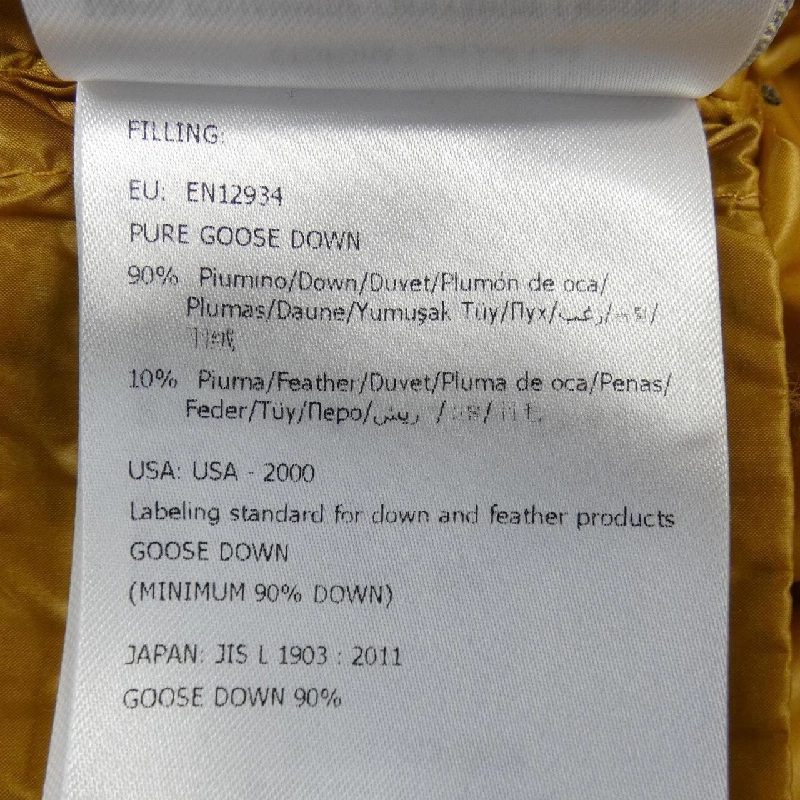 FILLING:
EU: EN12934
PURE GOOSE DOWN
90% Piumino/Down/Duvet/Plumón de oca/
Plumas/Daune/Yumuşak Tüy/Пух/زغب/
10% Piuma/Feather/Duvet/Pluma de oca/Penas/
Feder/Tüy/Перо/ريش /
USA: USA - 2000
Labeling standard for down and feather products
GOOSE DOWN
(MINIMUM 90% DOWN)
JAPAN: JIS L 1903 : 2011
GOOSE DOWN 90%